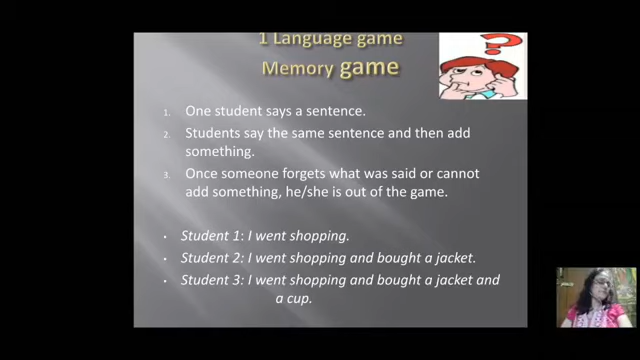 1 Language game
Memory game
?
1. One student says a sentence.
2. Students say the same sentence and then add
something.
3. Once someone forgets what was said or cannot
add something, he/she is out of the game.
• Student 1: I went shopping.
• Student 2: I went shopping and bought a jacket.
• Student 3: I went shopping and bought a jacket and
a cup.